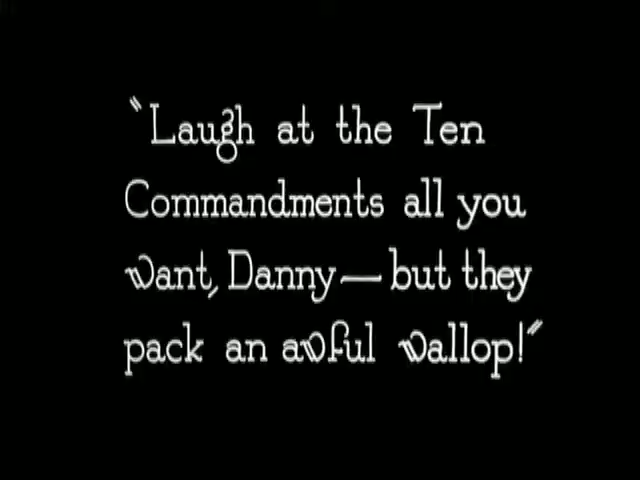 "Laugh at the Ten
Commandments all you
want, Danny—but they
pack an awful wallop!"